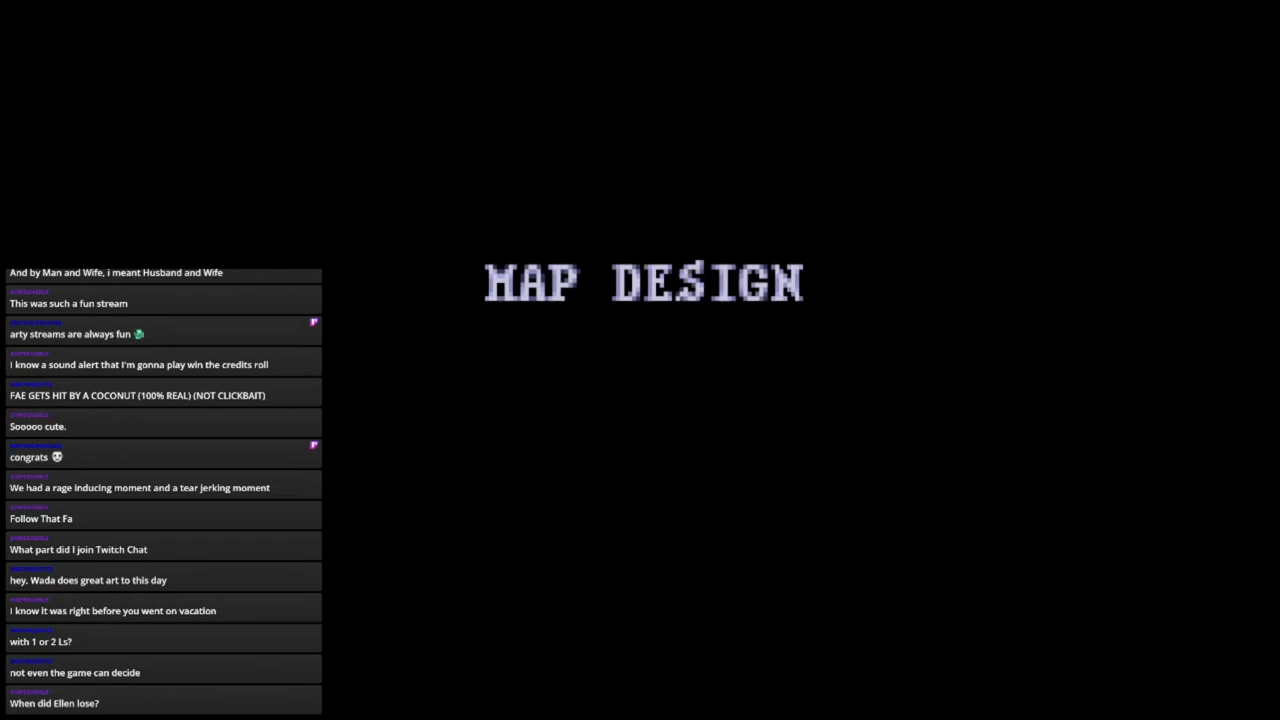 MAP DESIGN
And by Man and Wife, i meant Husband and Wife
This was such a fun stream
arty streams are always fun
I know a sound alert that I'm gonna play win the credits roll
FAE GETS HIT BY A COCONUT (100% REAL) (NOT CLICKBAIT)
Sooooo cute.
congrats
We had a rage inducing moment and a tear jerking moment
Follow That Fa
What part did I join Twitch Chat
hey, Wada does great art to this day
I know it was right before you went on vacation
with 1 or 2 Ls?
not even the game can decide
When did Ellen lose?